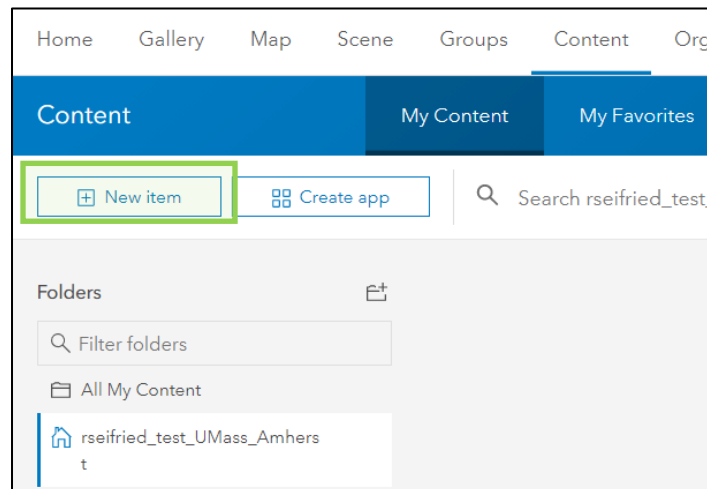 Home Gallery Map Scene Groups Content Org
Content My Content My Favorites
New item Create app Search rseifried_test_
Folders
Filter folders
All My Content
rseifried_test_UMass_Amhers
t